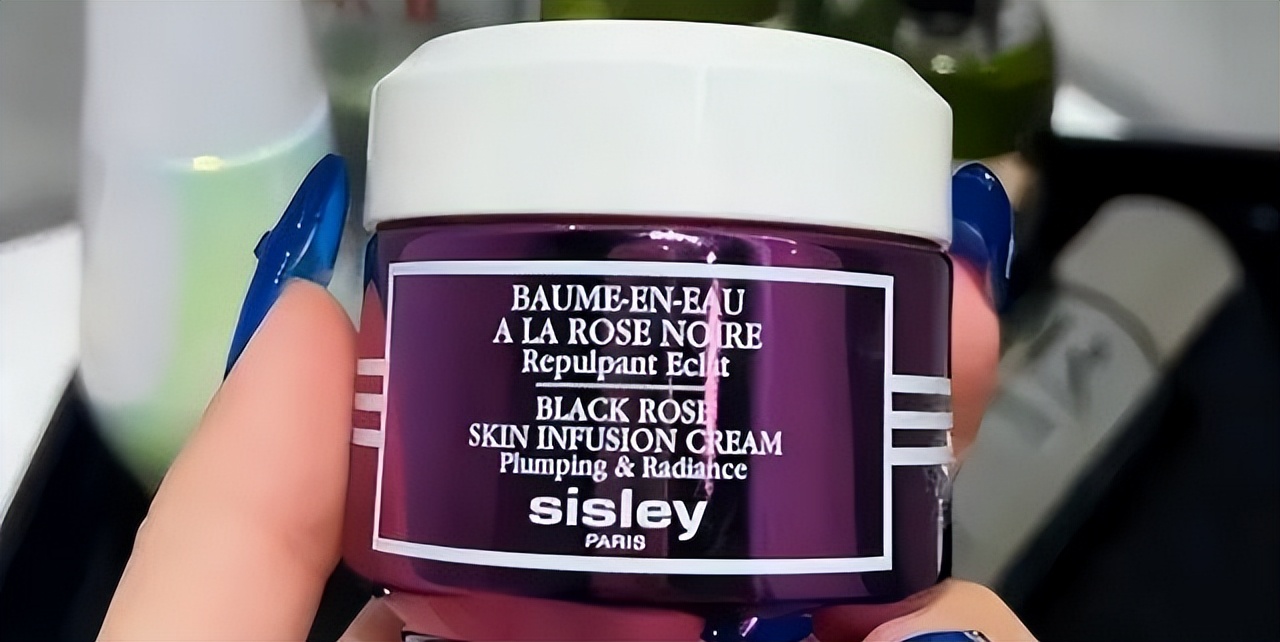 BAUME-EN-EAU
A LA ROSE NOIRE
Repulpant Eclat
BLACK ROSE
SKIN INFUSION CREAM
Plumping & Radiance
sisley
PARIS